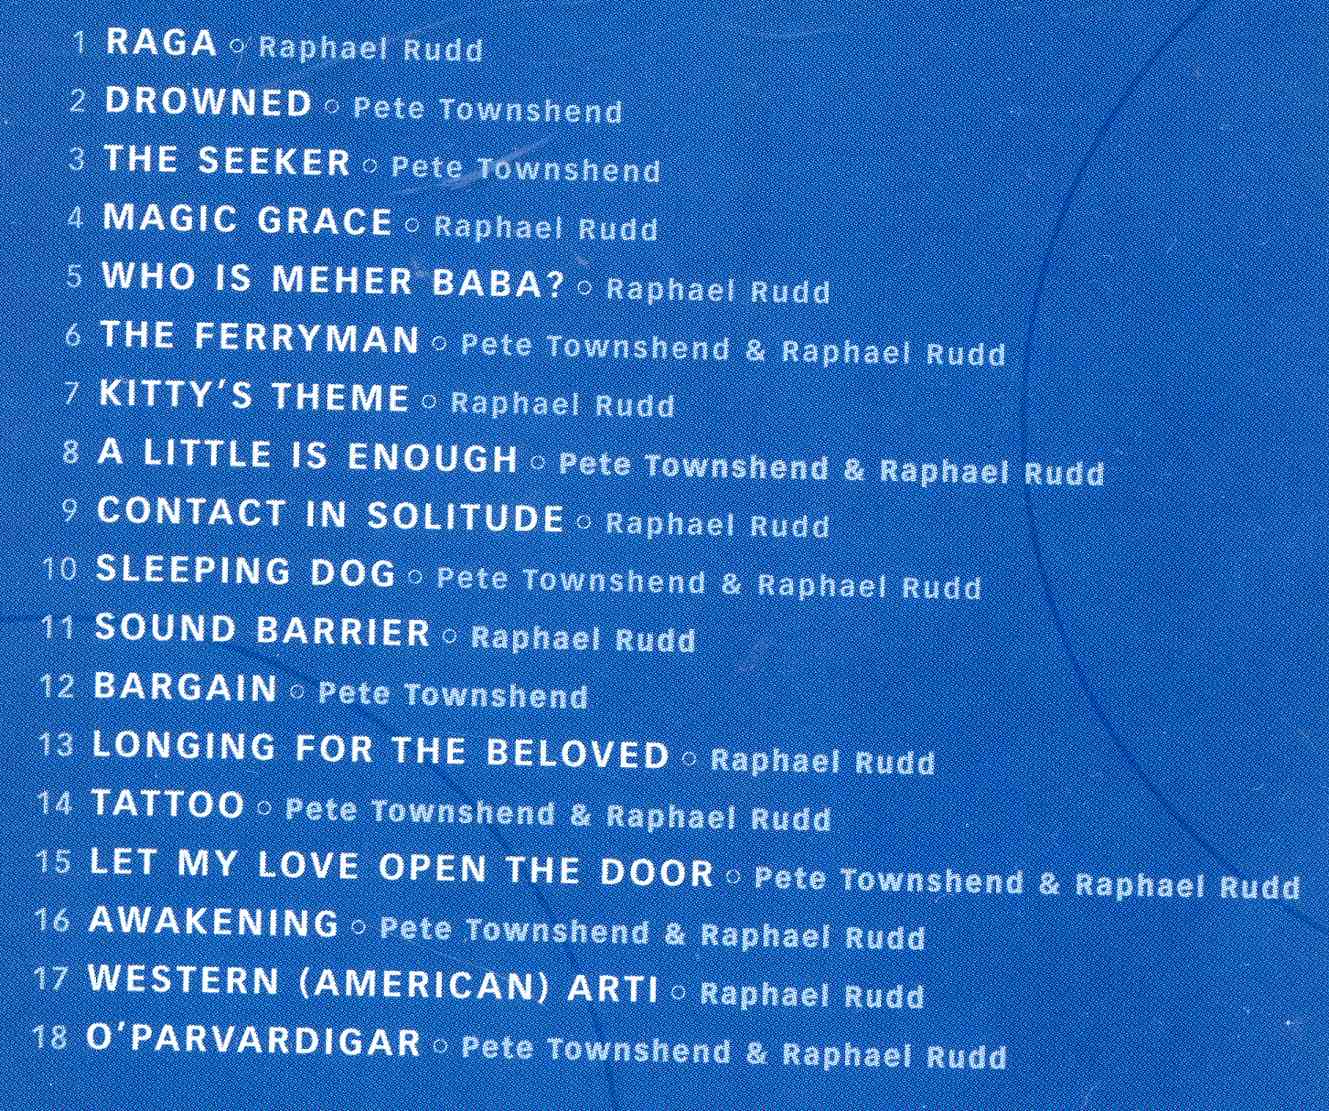 1 RAGA ○ Raphael Rudd
2 DROWNED ○ Pete Townshend
3 THE SEEKER ○ Pete Townshend
4 MAGIC GRACE ○ Raphael Rudd
5 WHO IS MEHER BABA? ○ Raphael Rudd
6 THE FERRYMAN ○ Pete Townshend & Raphael Rudd
7 KITTY'S THEME ○ Raphael Rudd
8 A LITTLE IS ENOUGH ○ Pete Townshend & Raphael Rudd
9 CONTACT IN SOLITUDE ○ Raphael Rudd
10 SLEEPING DOG ○ Pete Townshend & Raphael Rudd
11 SOUND BARRIER ○ Raphael Rudd
12 BARGAIN ○ Pete Townshend
13 LONGING FOR THE BELOVED ○ Raphael Rudd
14 TATTOO ○ Pete Townshend & Raphael Rudd
15 LET MY LOVE OPEN THE DOOR ○ Pete Townshend & Raphael Rudd
16 AWAKENING ○ Pete Townshend & Raphael Rudd
17 WESTERN (AMERICAN) ARTI ○ Raphael Rudd
18 O'PARVARDIGAR ○ Pete Townshend & Raphael Rudd